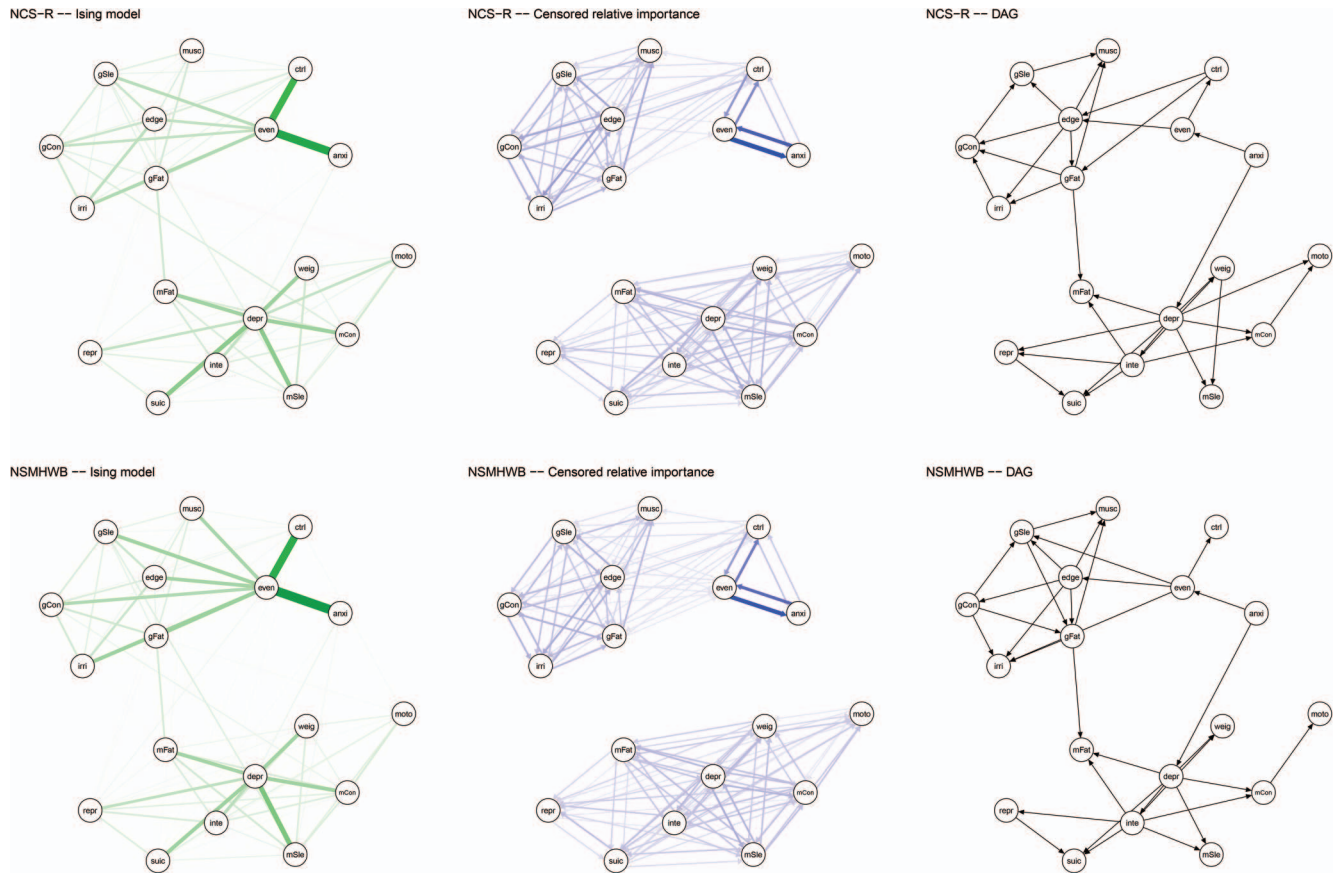 NCS-R -- Ising model
NCS-R -- Censored relative importance
NCS-R -- DAG
musc
gSle
ctrl
edge
even
gCon
anxi
gFat
irri
moto
weig
mFat
depr
mCon
repr
inte
mSle
suic
musc
gSle
ctrl
edge
even
gCon
anxi
gFat
irri
moto
weig
mFat
depr
mCon
repr
inte
mSle
suic
musc
gSle
ctrl
edge
even
gCon
anxi
gFat
irri
moto
weig
mFat
depr
mCon
repr
inte
mSle
suic
NSMHWB -- Ising model
NSMHWB -- Censored relative importance
NSMHWB -- DAG
musc
gSle
ctrl
edge
even
gCon
anxi
gFat
irri
moto
weig
mFat
depr
mCon
repr
inte
mSle
suic
musc
gSle
ctrl
edge
even
gCon
anxi
gFat
irri
moto
weig
mFat
depr
mCon
repr
inte
mSle
suic
musc
gSle
ctrl
edge
even
gCon
anxi
gFat
irri
moto
weig
mFat
depr
mCon
repr
inte
mSle
suic